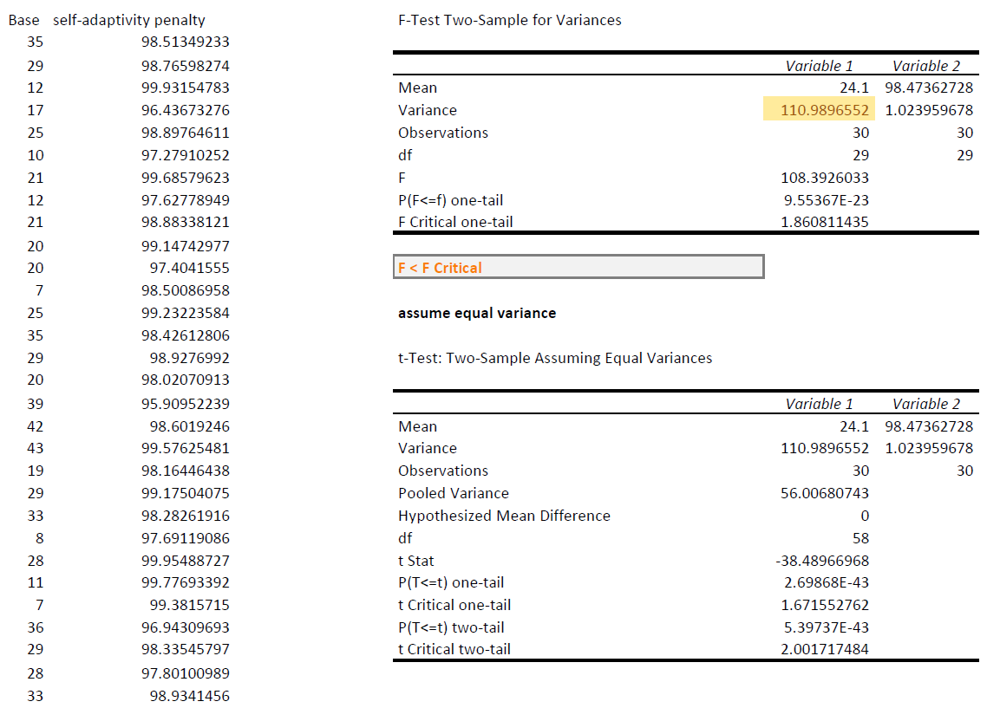 Base self-adaptivity penalty
35 98.51349233
29 98.76598274
12 99.93154783
17 96.43673276
25 98.89764611
10 97.27910252
21 99.68579623
12 97.62778949
21 98.88338121
20 99.14742977
20 97.4041555
7 98.50086958
25 99.23223584
35 98.42612806
29 98.9276992
20 98.02070913
39 95.90952239
42 98.6019246
43 99.57625481
19 98.16446438
29 99.17504075
33 98.28261916
8 97.69119086
28 99.95488727
11 99.77693392
7 99.3815715
36 96.94309693
29 98.33545797
28 97.80100989
33 98.9341456
F-Test Two-Sample for Variances
Variable 1 Variable 2
Mean 24.1 98.47362728
Variance 110.9896552 1.023959678
Observations 30 30
df 29 29
F 108.3926033
P(F<=f) one-tail 9.55367E-23
F Critical one-tail 1.860811435
F < F Critical
assume equal variance
t-Test: Two-Sample Assuming Equal Variances
Variable 1 Variable 2
Mean 24.1 98.47362728
Variance 110.9896552 1.023959678
Observations 30 30
Pooled Variance 56.00680743
Hypothesized Mean Difference 0
df 58
t Stat -38.48966968
P(T<=t) one-tail 2.69868E-43
t Critical one-tail 1.671552762
P(T<=t) two-tail 5.39737E-43
t Critical two-tail 2.001717484